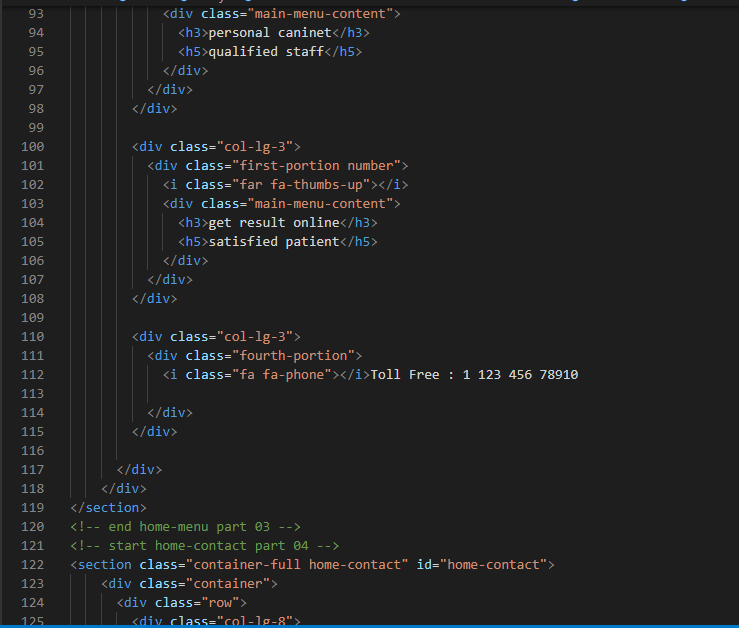 93 <div class="main-menu-content">
94 <h3>personal caninet</h3>
95 <h5>qualified staff</h5>
96 </div>
97 </div>
98 </div>
99
100 <div class="col-lg-3">
101 <div class="first-portion number">
102 <i class="far fa-thumbs-up"></i>
103 <div class="main-menu-content">
104 <h3>get result online</h3>
105 <h5>satisfied patient</h5>
106 </div>
107 </div>
108 </div>
109
110 <div class="col-lg-3">
111 <div class="fourth-portion">
112 <i class="fa fa-phone"></i>Toll Free : 1 123 456 78910
113
114 </div>
115 </div>
116
117 </div>
118 </div>
119 </section>
120 <!-- end home-menu part 03 -->
121 <!-- start home-contact part 04 -->
122 <section class="container-full home-contact" id="home-contact">
123 <div class="container">
124 <div class="row">
125 <div class="col-lg-8">